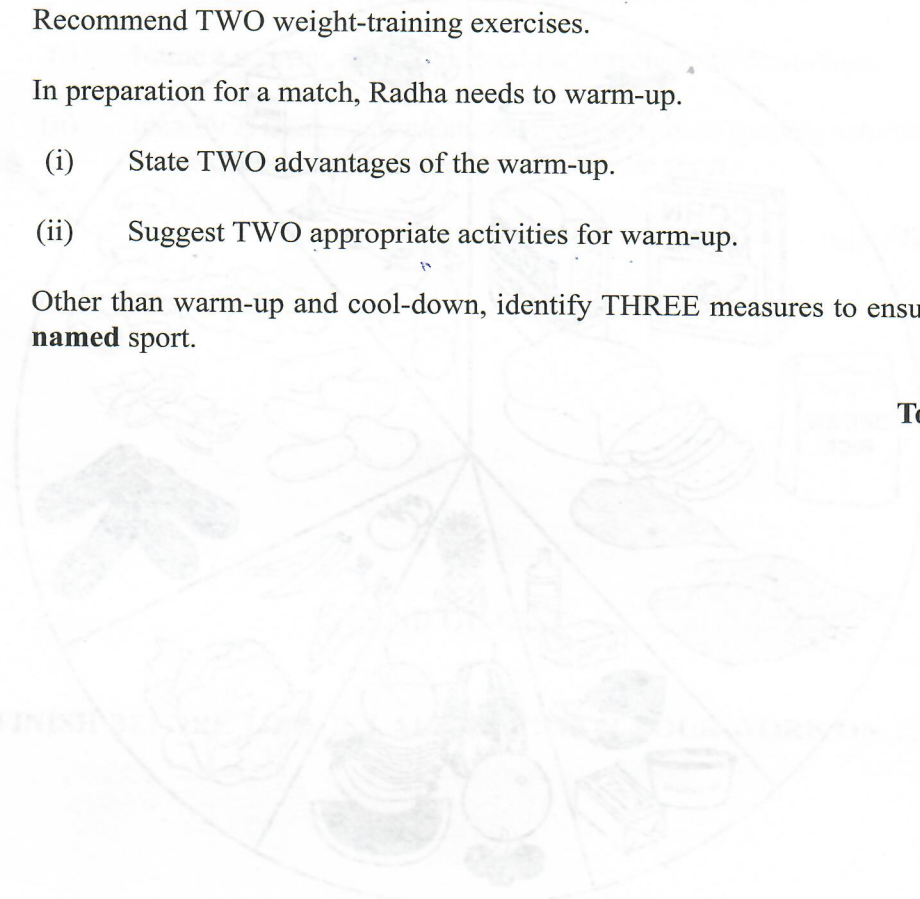 Recommend TWO weight-training exercises.
In preparation for a match, Radha needs to warm-up.
(i) State TWO advantages of the warm-up.
(ii) Suggest TWO appropriate activities for warm-up.
Other than warm-up and cool-down, identify THREE measures to ensu
named sport.
To